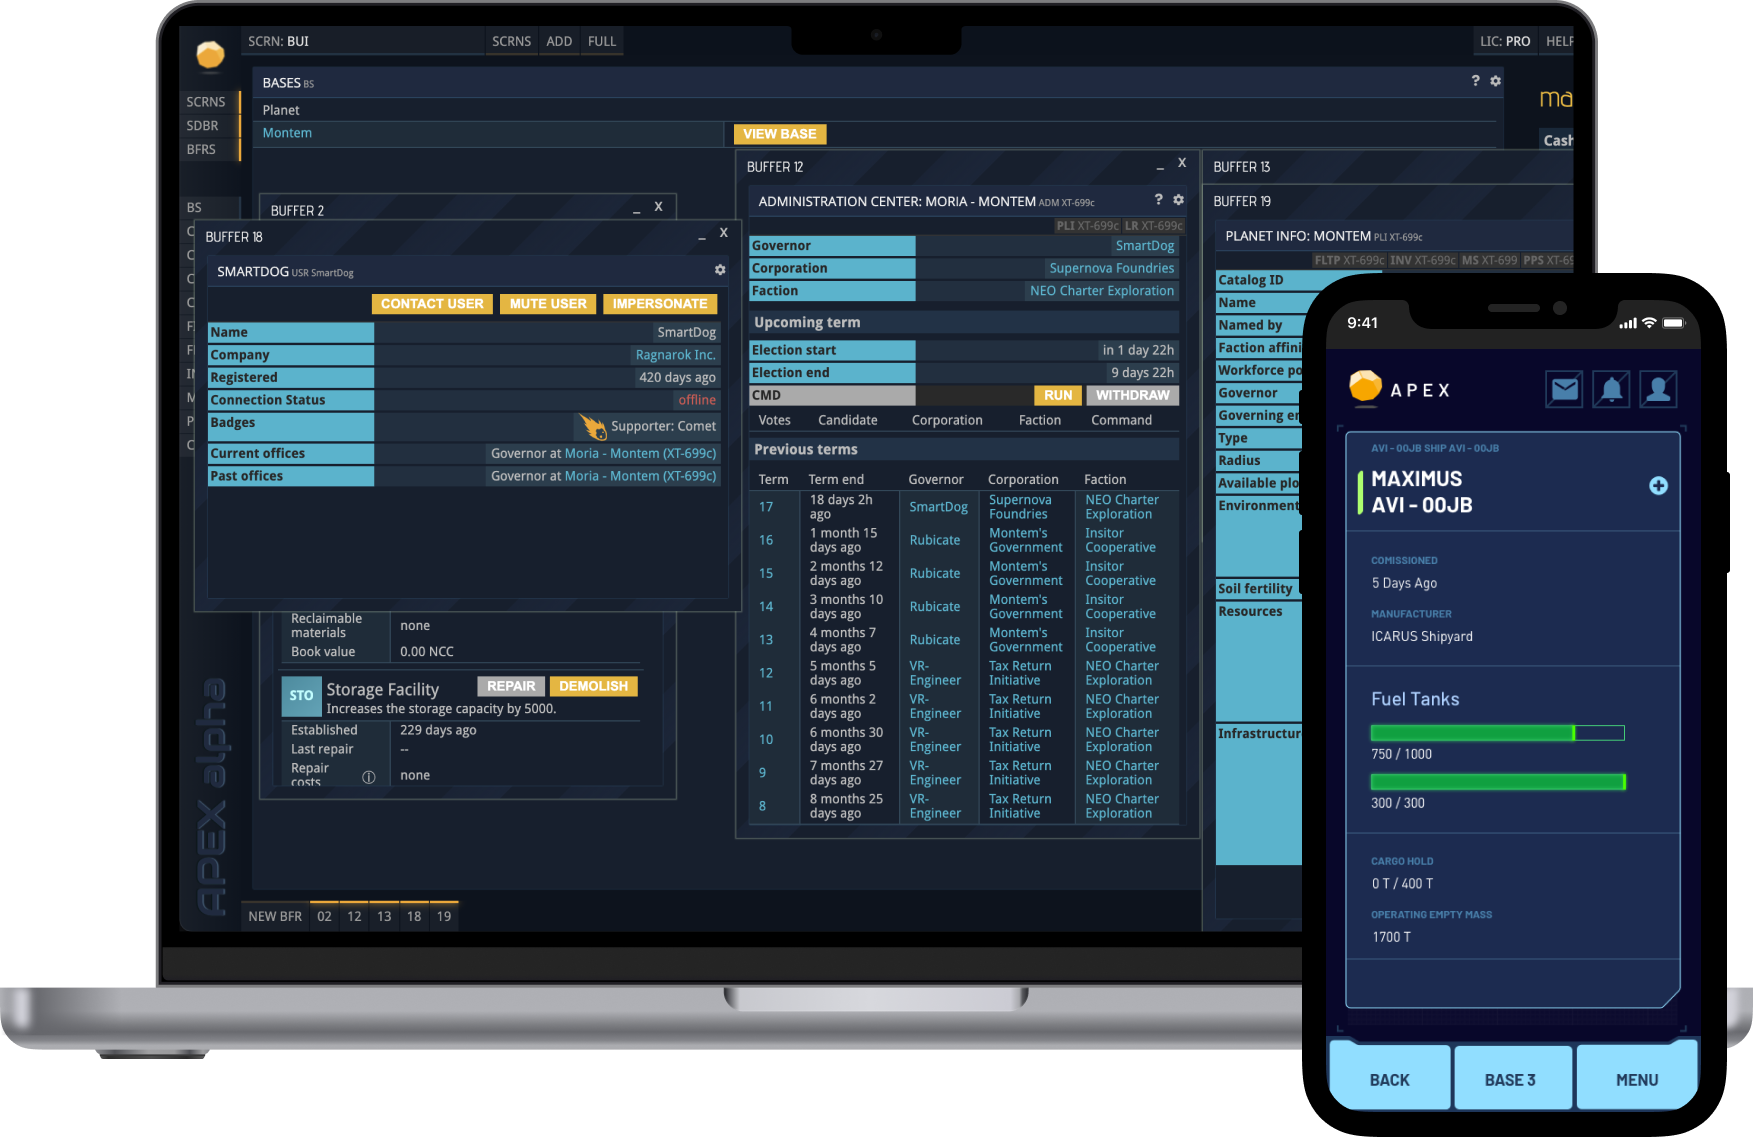 SCRN: BUI
SCRNS
ADD
FULL
LIC: PRO
HELP
SCRNS
SDBR
BFRS
BS
BASES BS
?
Planet
Montem
VIEW BASE
Cash
BUFFER 2
_ X
BUFFER 18
_ X
SMARTDOG USR SmartDog
CONTACT USER
MUTE USER
IMPERSONATE
Name SmartDog
Company Ragnarok Inc.
Registered 420 days ago
Connection Status offline
Badges Supporter: Comet
Current offices Governor at Moria - Montem (XT-699c)
Past offices Governor at Moria - Montem (XT-699c)
Reclaimable
materials none
Book value 0.00 NCC
STO
Storage Facility
REPAIR
DEMOLISH
Increases the storage capacity by 5000.
Established 229 days ago
Last repair --
Repair
costs none
APEX alpha
NEW BFR 02 12 13 18 19
BUFFER 12
_ X
ADMINISTRATION CENTER: MORIA - MONTEM ADM XT-699c
?
PLI XT-699c LR XT-699c
Governor SmartDog
Corporation Supernova Foundries
Faction NEO Charter Exploration
Upcoming term
Election start in 1 day 22h
Election end 9 days 22h
CMD RUN WITHDRAW
Votes Candidate Corporation Faction Command
Previous terms
Term Term end Governor Corporation Faction
17 18 days 2h ago SmartDog Supernova Foundries NEO Charter Exploration
16 1 month 15 days ago Rubicate Montem's Government Insitor Cooperative
15 2 months 12 days ago Rubicate Montem's Government Insitor Cooperative
14 3 months 10 days ago Rubicate Montem's Government Insitor Cooperative
13 4 months 7 days ago Rubicate Montem's Government Insitor Cooperative
12 5 months 5 days ago VR-Engineer Tax Return Initiative NEO Charter Exploration
11 6 months 2 days ago VR-Engineer Tax Return Initiative NEO Charter Exploration
10 6 months 30 days ago VR-Engineer Tax Return Initiative NEO Charter Exploration
9 7 months 27 days ago VR-Engineer Tax Return Initiative NEO Charter Exploration
8 8 months 25 days ago VR-Engineer Tax Return Initiative NEO Charter Exploration
BUFFER 13
BUFFER 19
PLANET INFO: MONTEM PLI XT-699c
FLTP XT-699c INV XT-699c MS XT-699 PPS XT-69
Catalog ID
Name
Named by
Faction affini
Workforce po
Governor
Governing en
Type
Radius
Available plo
Environment
Soil fertility
Resources
Infrastructur
9:41
APEX
AVI - 00JB SHIP AVI - 00JB
MAXIMUS
AVI - 00JB
COMISSIONED
5 Days Ago
MANUFACTURER
ICARUS Shipyard
Fuel Tanks
750 / 1000
300 / 300
CARGO HOLD
0 T / 400 T
OPERATING EMPTY MASS
1700 T
BACK
BASE 3
MENU